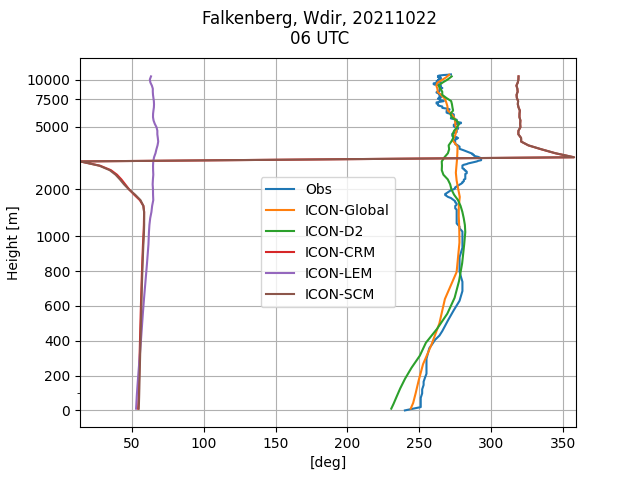 Falkenberg, Wdir, 20211022
06 UTC
10000
7500
5000
2000
1000
800
600
400
200
0
Height [m]
Obs
ICON-Global
ICON-D2
ICON-CRM
ICON-LEM
ICON-SCM
50 100 150 200 250 300 350
[deg]